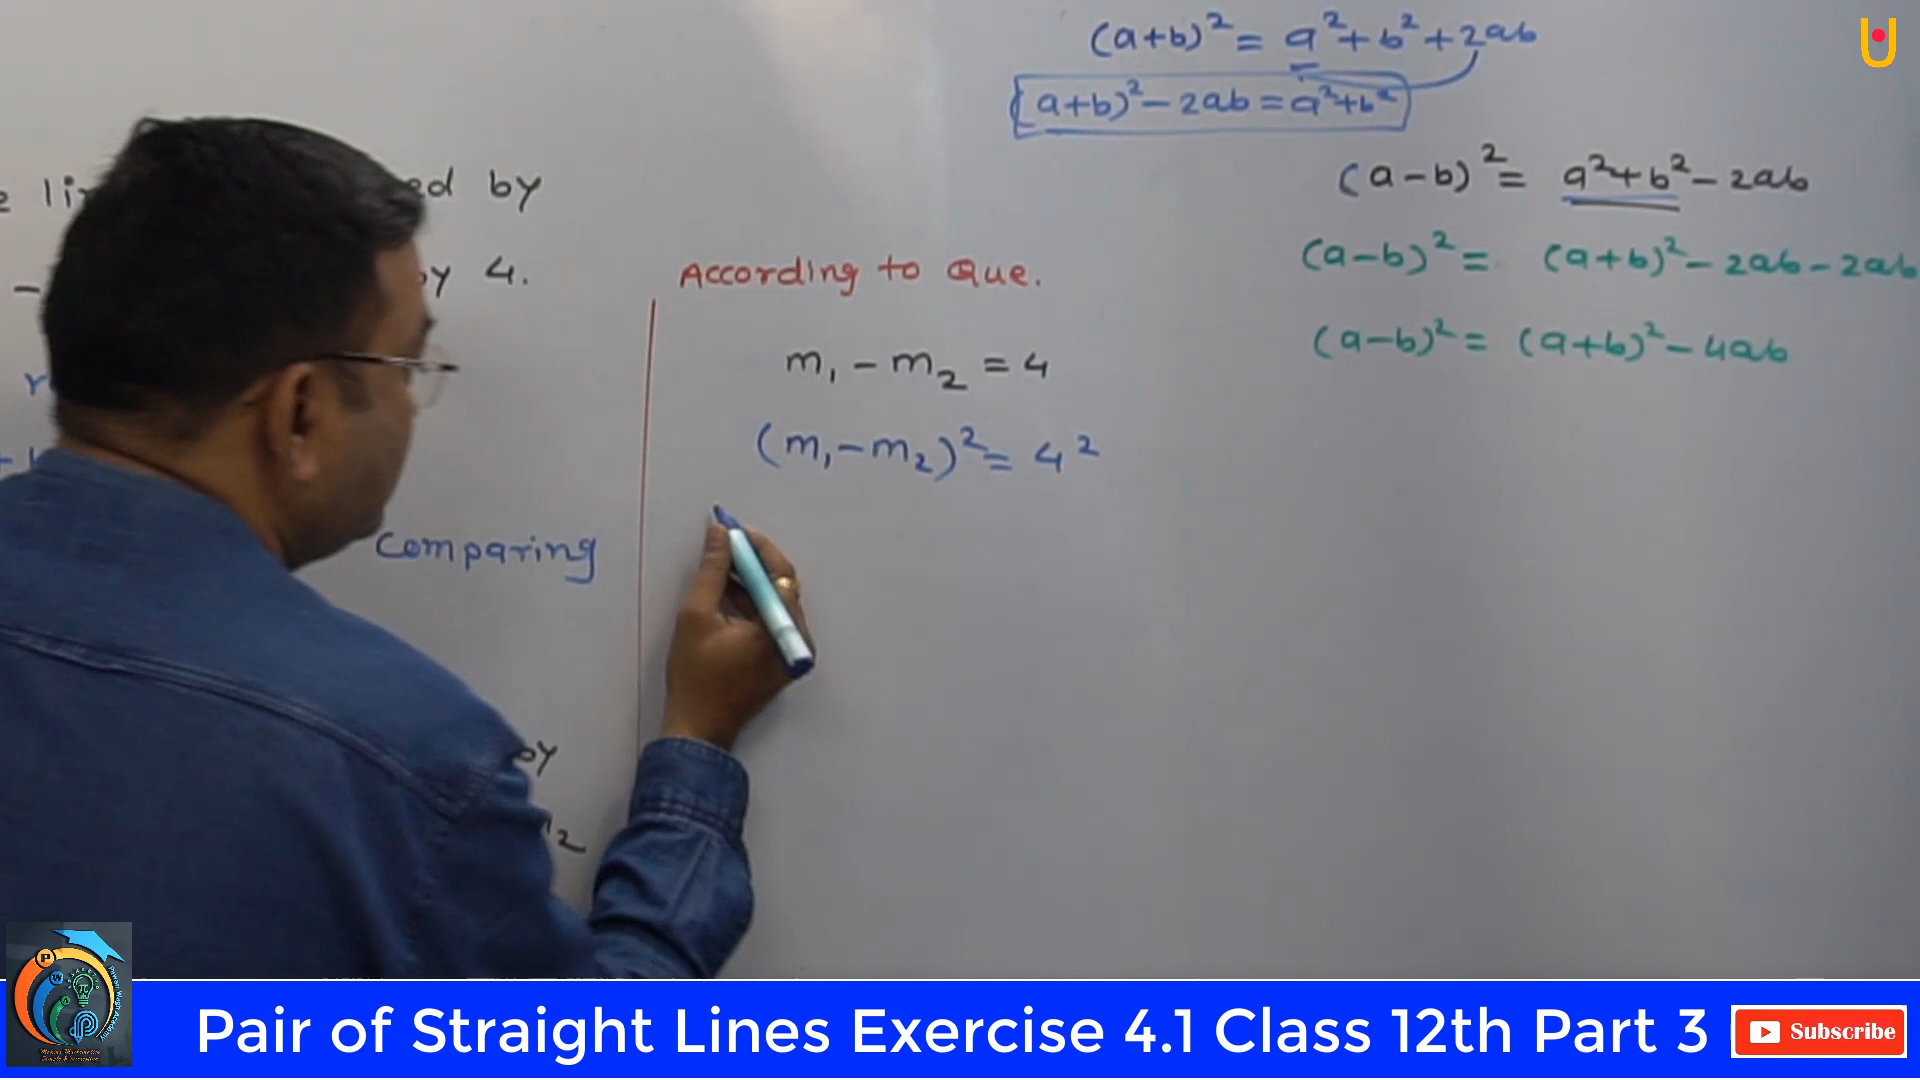 (a+b)² = a²+b²+2ab
(a+b)² - 2ab = a²+b²
(a-b)² = a²+b²-2ab
(a-b)² = (a+b)² - 2ab - 2ab
(a-b)² = (a+b)² - 4ab
by
by 4.
According to Que.
m₁ - m₂ = 4
(m₁-m₂)² = 4²
Comparing
by
Pair of Straight Lines Exercise 4.1 Class 12th Part 3
Subscribe